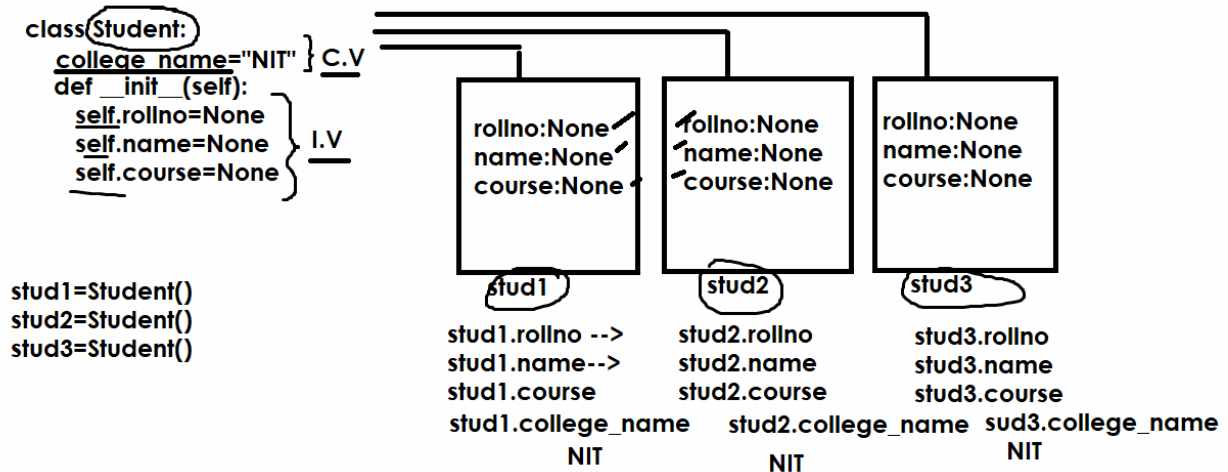 class Student:
college_name="NIT" } C.V
def __init__(self):
self.rollno=None
self.name=None
self.course=None
I.V
stud1=Student()
stud2=Student()
stud3=Student()
rollno:None
name:None
course:None
stud1
stud1.rollno -->
stud1.name-->
stud1.course
stud1.college_name
NIT
rollno:None
name:None
course:None
stud2
stud2.rollno
stud2.name
stud2.course
stud2.college_name
NIT
rollno:None
name:None
course:None
stud3
stud3.rollno
stud3.name
stud3.course
sud3.college_name
NIT